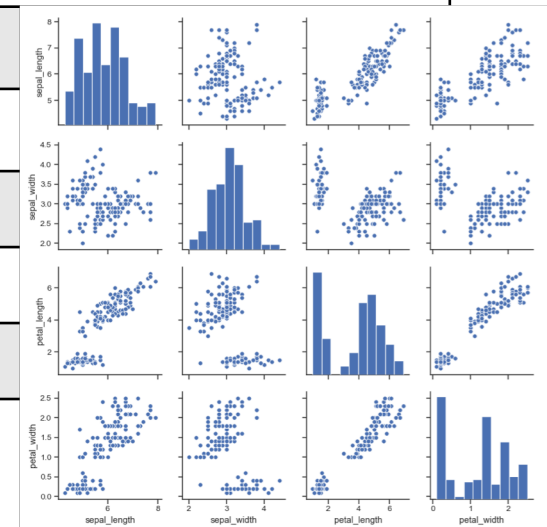 8
7
6
5
sepal_length
4.5
4.0
3.5
3.0
2.5
2.0
sepal_width
6
4
2
petal_length
2.5
2.0
1.5
1.0
0.5
0.0
petal_width
6 8
2 3 4
2 4 6
0 1 2
sepal_length sepal_width petal_length petal_width